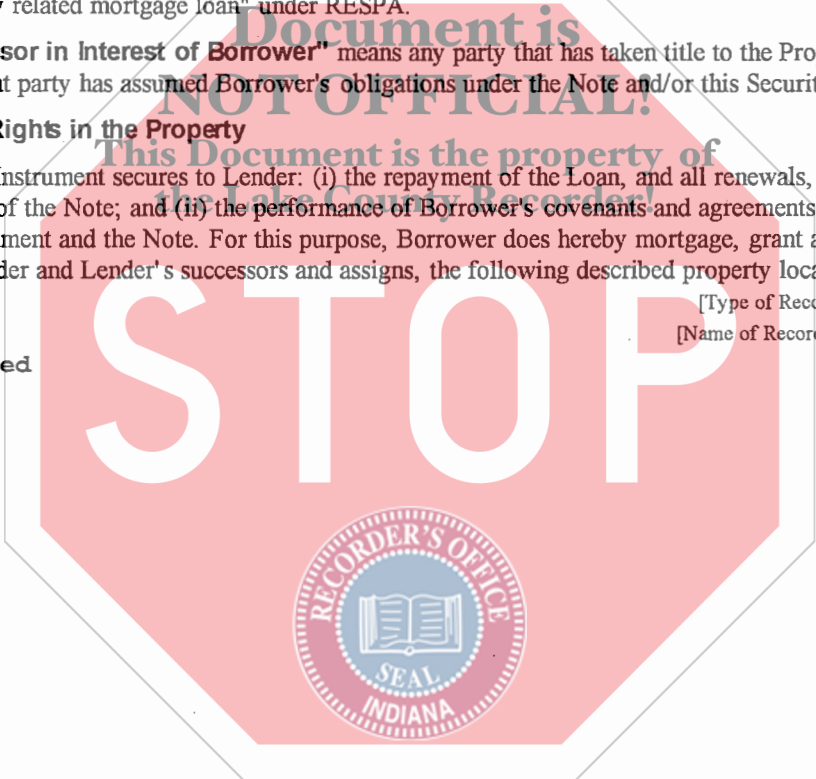 related mortgage loan" under RESPA.
Document is
sor in Interest of Borrower" means any party that has taken title to the Pro
t party has assumed Borrower's obligations under the Note and/or this Securit
NOT OFFICIAL!
Rights in the Property
This Document is the property of
Instrument secures to Lender: (i) the repayment of the Loan, and all renewals,
the Lake County Recorder!
of the Note; and (ii) the performance of Borrower's covenants and agreements
ment and the Note. For this purpose, Borrower does hereby mortgage, grant a
der and Lender's successors and assigns, the following described property loca
[Type of Reco
[Name of Recor
ed
STOP
RECORDER'S OFFICE
SEAL
INDIANA